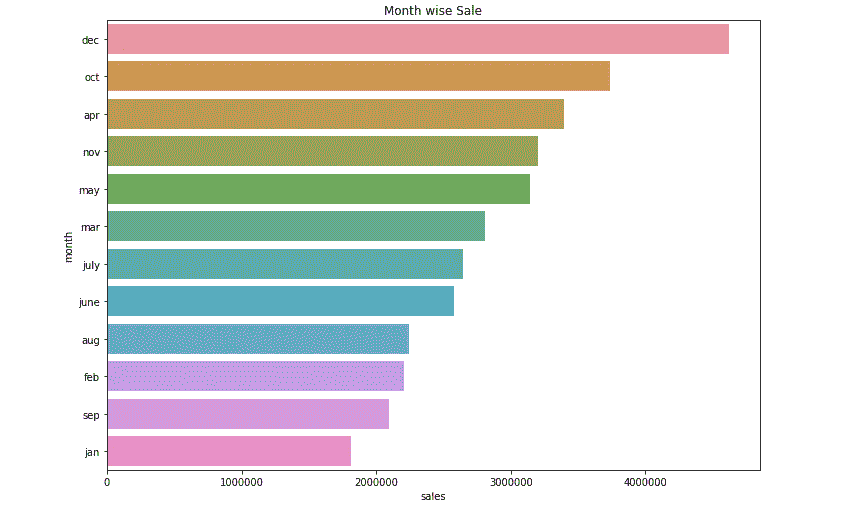 Month wise Sale
dec
oct
apr
nov
may
mar
july
june
aug
feb
sep
jan
month
0 1000000 2000000 3000000 4000000
sales